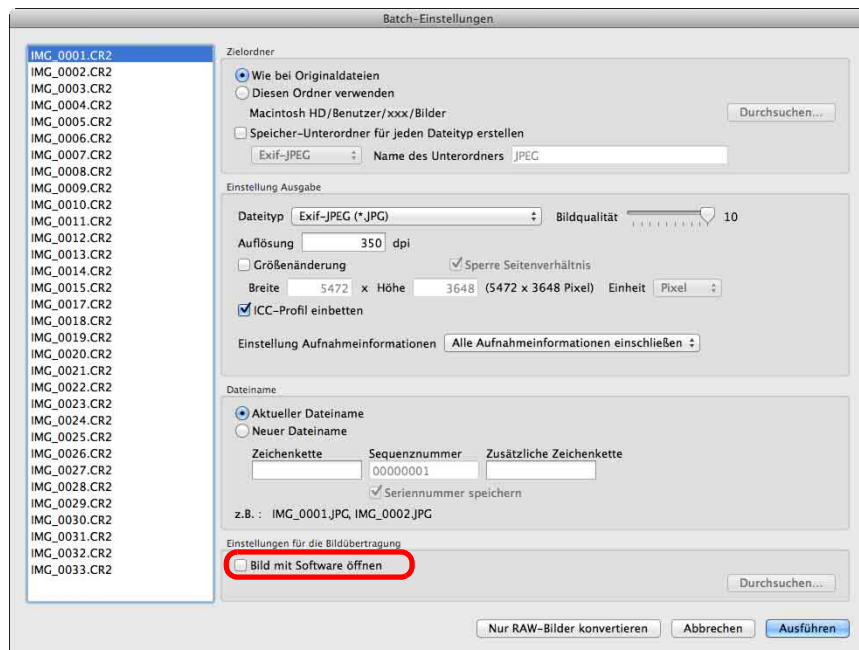 Batch-Einstellungen
IMG_0001.CR2
IMG_0002.CR2
IMG_0003.CR2
IMG_0004.CR2
IMG_0005.CR2
IMG_0006.CR2
IMG_0007.CR2
IMG_0008.CR2
IMG_0009.CR2
IMG_0010.CR2
IMG_0011.CR2
IMG_0012.CR2
IMG_0013.CR2
IMG_0014.CR2
IMG_0015.CR2
IMG_0017.CR2
IMG_0018.CR2
IMG_0019.CR2
IMG_0020.CR2
IMG_0021.CR2
IMG_0022.CR2
IMG_0023.CR2
IMG_0024.CR2
IMG_0025.CR2
IMG_0026.CR2
IMG_0027.CR2
IMG_0028.CR2
IMG_0029.CR2
IMG_0030.CR2
IMG_0031.CR2
IMG_0032.CR2
IMG_0033.CR2
Zielordner
Wie bei Originaldateien
Diesen Ordner verwenden
Macintosh HD/Benutzer/xxx/Bilder Durchsuchen...
Speicher-Unterordner für jeden Dateityp erstellen
Exif-JPEG Name des Unterordners JPEG
Einstellung Ausgabe
Dateityp Exif-JPEG (*.JPG) Bildqualität 10
Auflösung 350 dpi
Größenänderung Sperre Seitenverhältnis
Breite 5472 x Höhe 3648 (5472 x 3648 Pixel) Einheit Pixel
ICC-Profil einbetten
Einstellung Aufnahmeinformationen Alle Aufnahmeinformationen einschließen
Dateiname
Aktueller Dateiname
Neuer Dateiname
Zeichenkette Sequenznummer Zusätzliche Zeichenkette
00000001
Seriennummer speichern
z.B. : IMG_0001.JPG, IMG_0002.JPG
Einstellungen für die Bildübertragung
Bild mit Software öffnen
Durchsuchen...
Nur RAW-Bilder konvertieren Abbrechen Ausführen